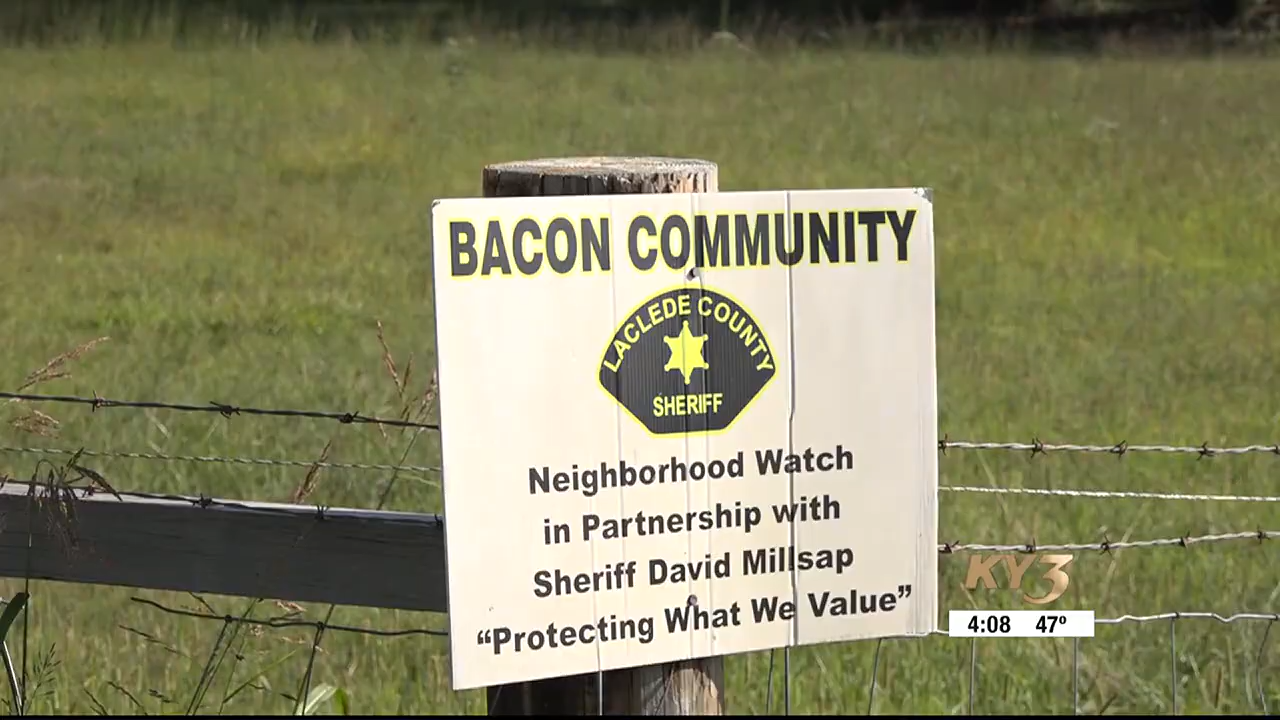 BACON COMMUNITY
LACLEDE COUNTY
SHERIFF
Neighborhood Watch
in Partnership with
Sheriff David Millsap
“Protecting What We Value”
KY3
4:08 47º